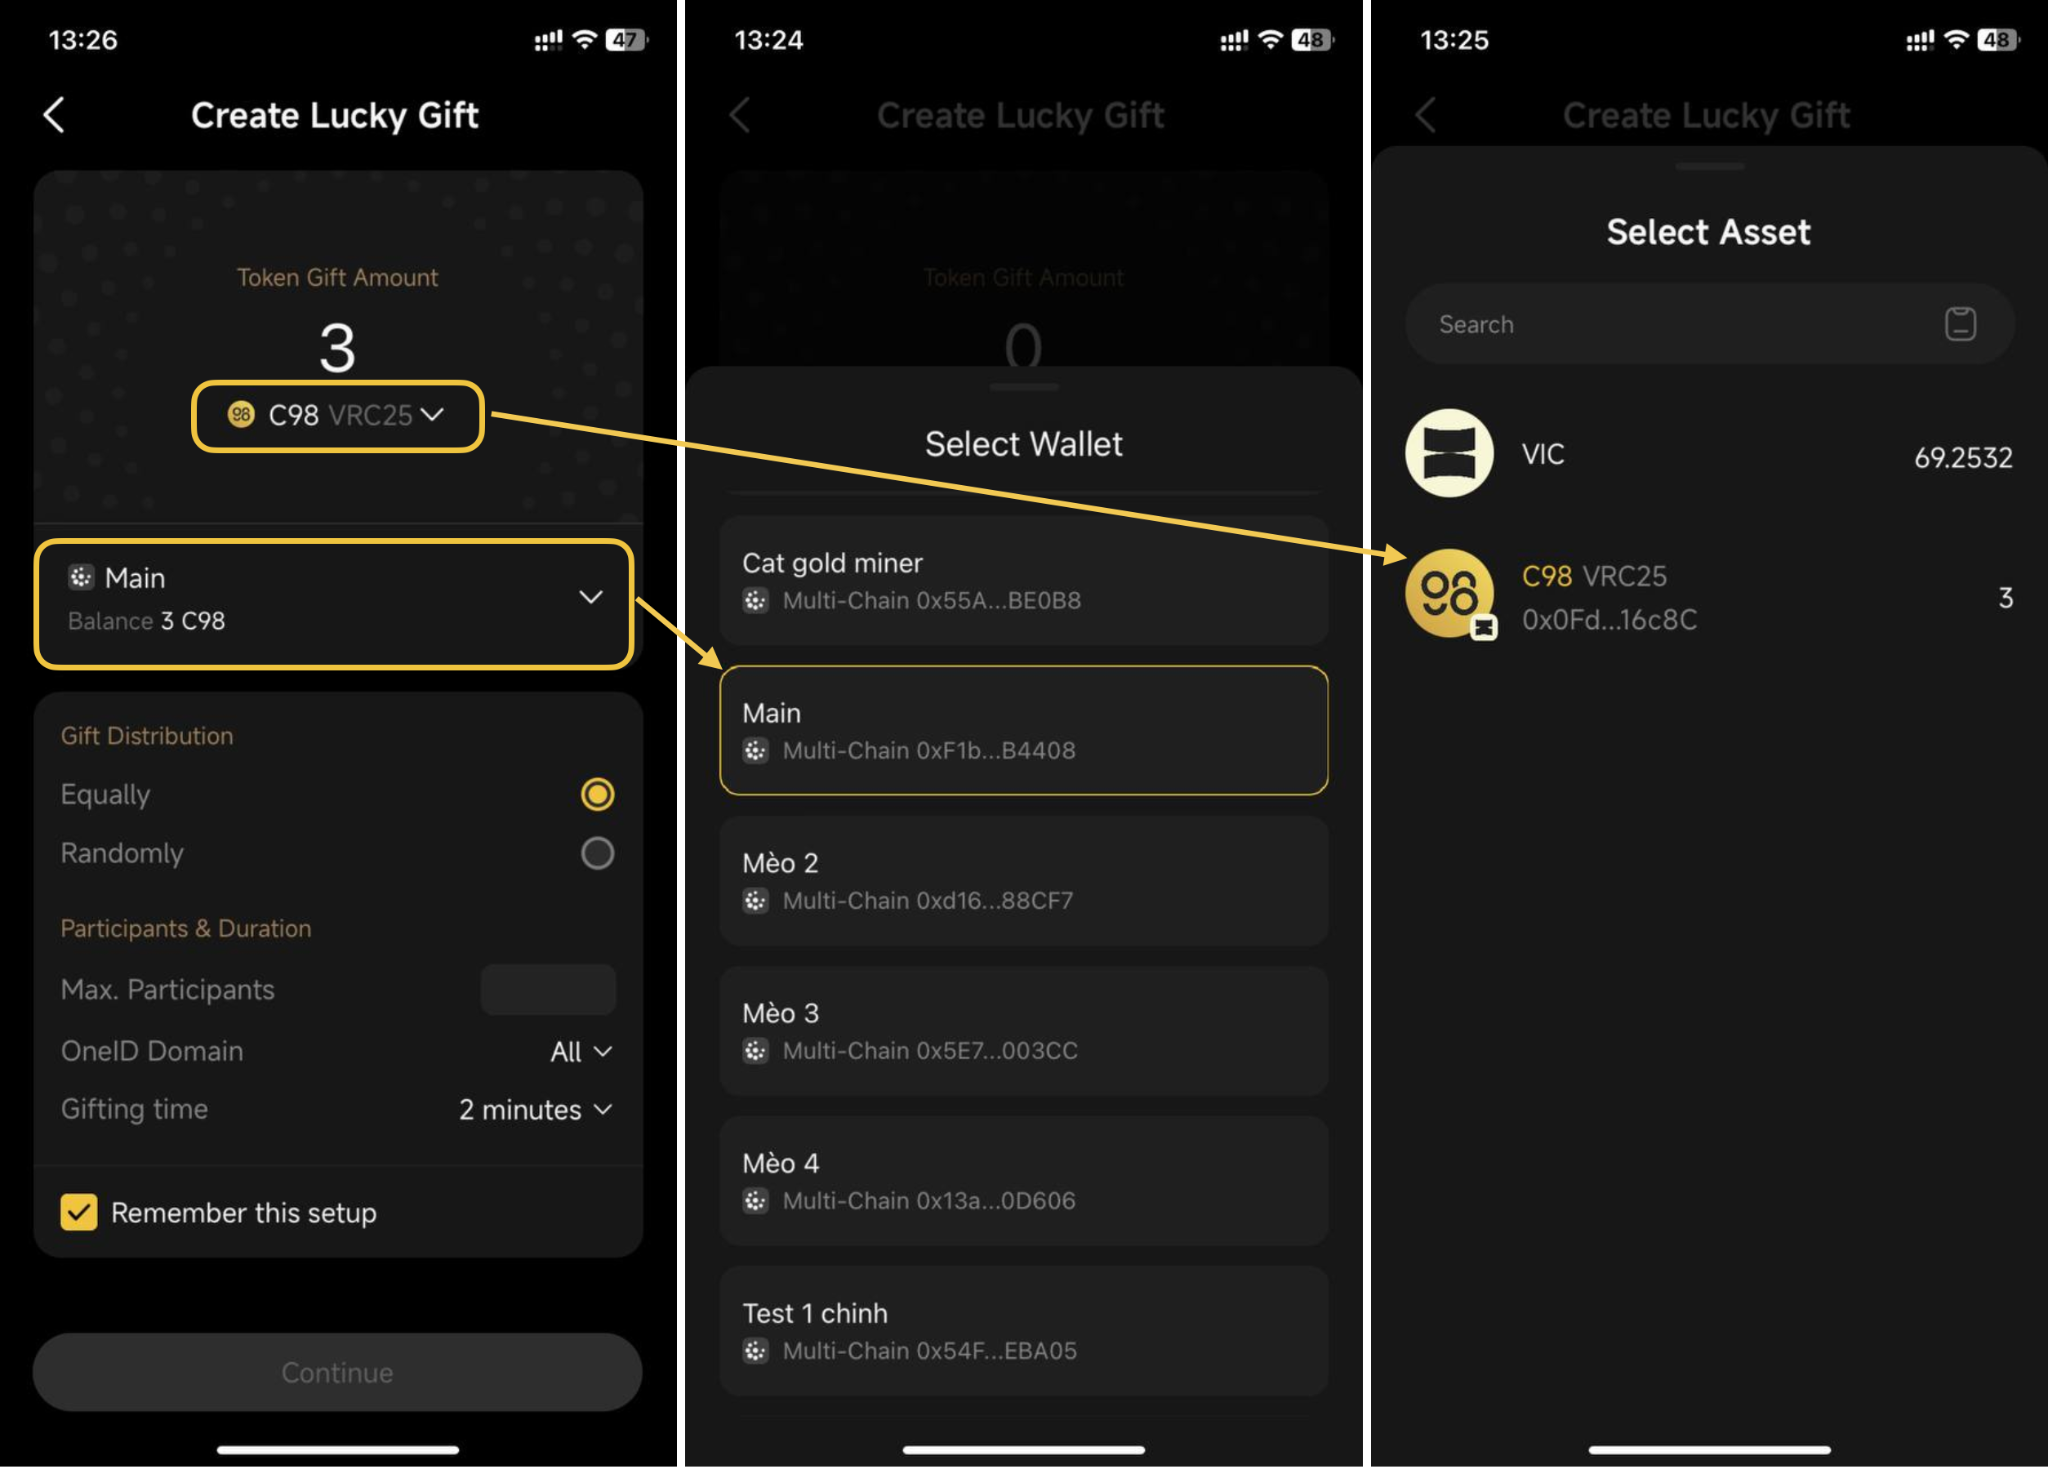 13:26
47
Create Lucky Gift
Token Gift Amount
3
C98 VRC25
Main
Balance 3 C98
Gift Distribution
Equally
Randomly
Participants & Duration
Max. Participants
OneID Domain
All
Gifting time
2 minutes
Remember this setup
Continue
13:24
48
Create Lucky Gift
Token Gift Amount
0
Select Wallet
Cat gold miner
Multi-Chain 0x55A...BE0B8
Main
Multi-Chain 0xF1b...B4408
Mèo 2
Multi-Chain 0xd16...88CF7
Mèo 3
Multi-Chain 0x5E7...003CC
Mèo 4
Multi-Chain 0x13a...0D606
Test 1 chinh
Multi-Chain 0x54F...EBA05
13:25
48
Create Lucky Gift
Select Asset
Search
VIC
69.2532
C98 VRC25
0x0Fd...16c8C
3